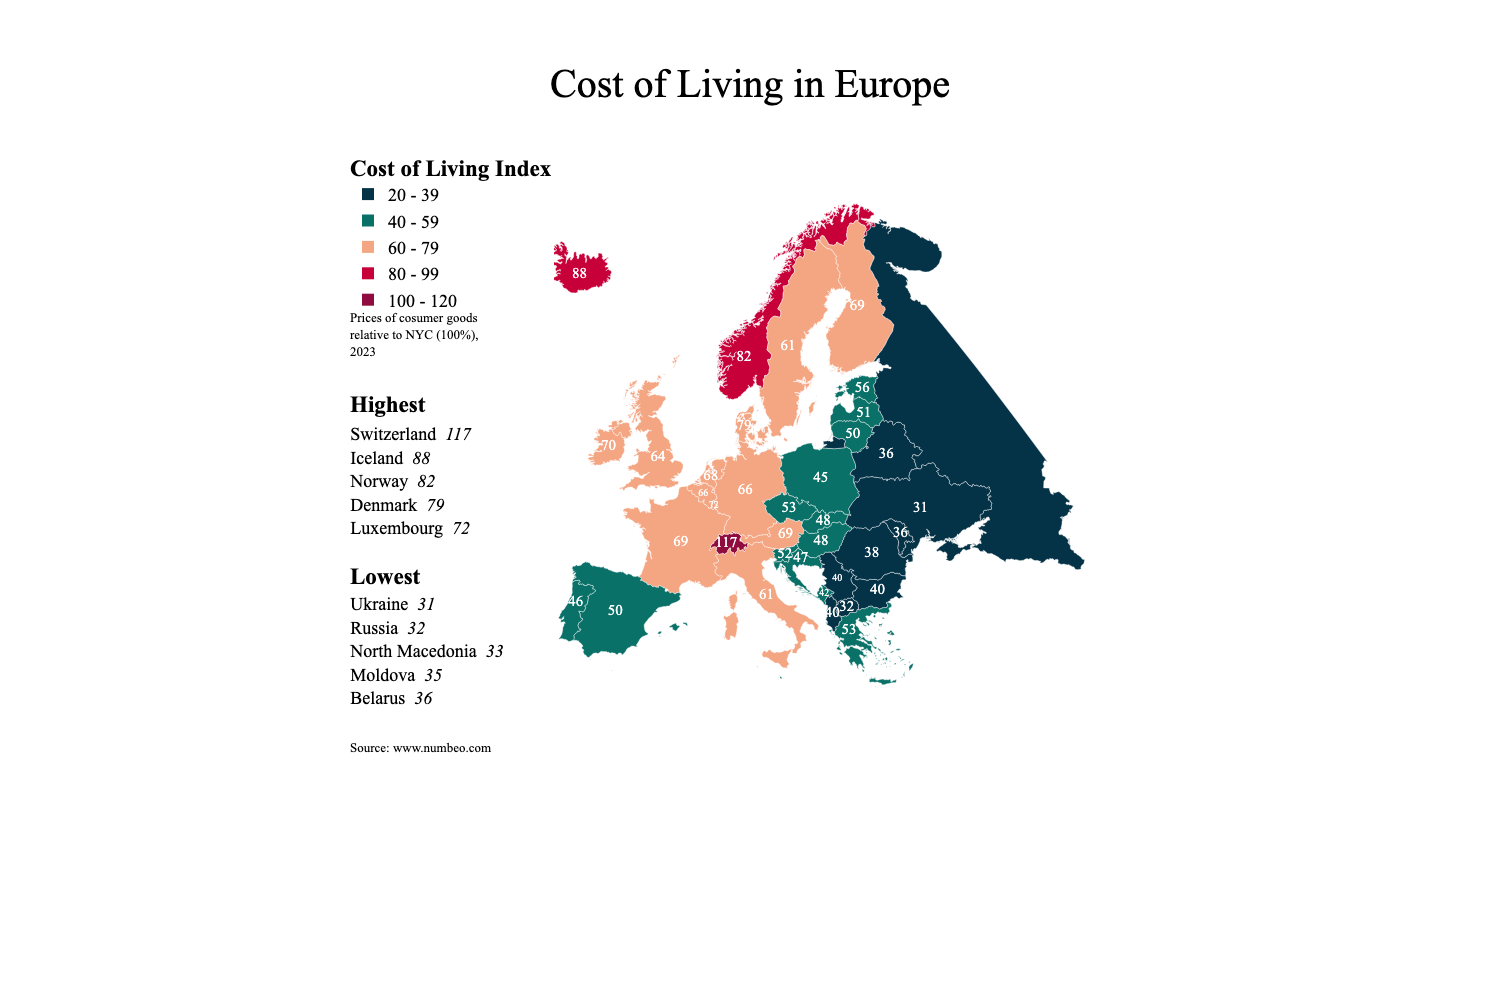 Cost of Living in Europe
Cost of Living Index
20 - 39
40 - 59
60 - 79
80 - 99
100 - 120
Prices of cosumer goods
relative to NYC (100%),
2023
Highest
Switzerland 117
Iceland 88
Norway 82
Denmark 79
Luxembourg 72
Lowest
Ukraine 31
Russia 32
North Macedonia 33
Moldova 35
Belarus 36
Source: www.numbeo.com
88
69
61
82
56
51
50
79
70
64
36
68
66
66
72
45
53
31
48
69
36
48
117
69
52
47
38
40
40
42
61
46
50
32
40
53